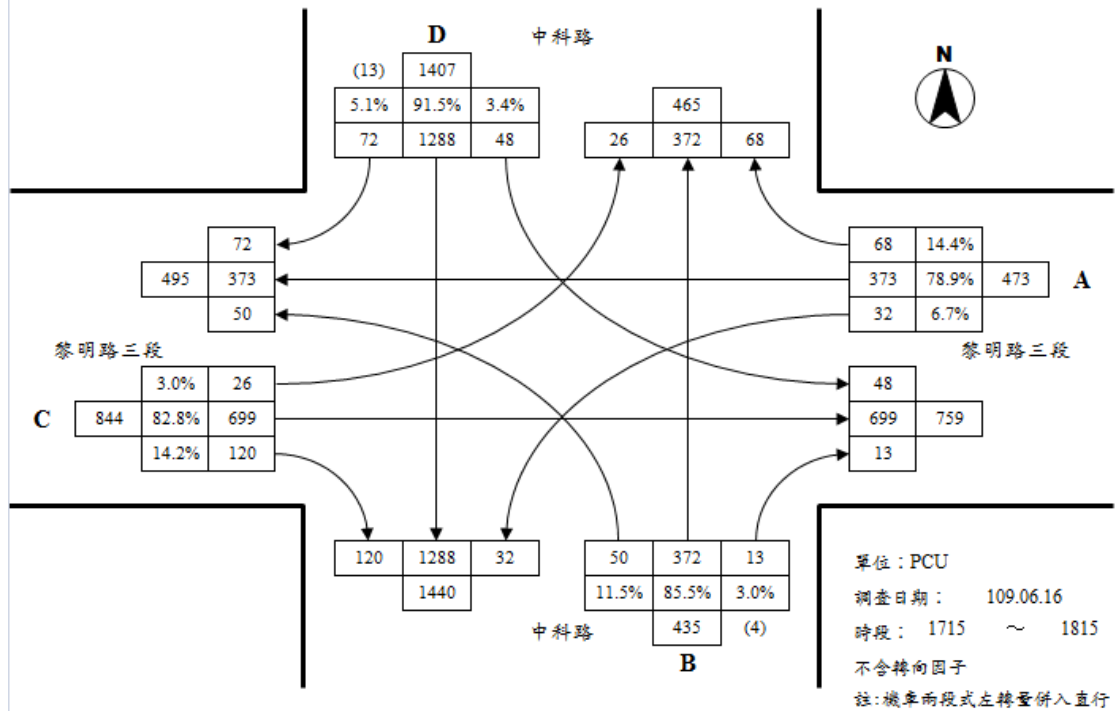 D
中科路
N
(13)
1407
5.1% 91.5% 3.4%
72 1288 48
465
26 372 68
72
495 373
50
68 14.4%
373 78.9% 473
32 6.7%
A
黎明路三段
黎明路三段
3.0% 26
C
844 82.8% 699
14.2% 120
48
699 759
13
120 1288 32
1440
50 372 13
11.5% 85.5% 3.0%
435 (4)
中科路
B
單位：PCU
調查日期： 109.06.16
時段： 1715 ～ 1815
不含轉向因子
註:機車兩段式左轉量併入直行